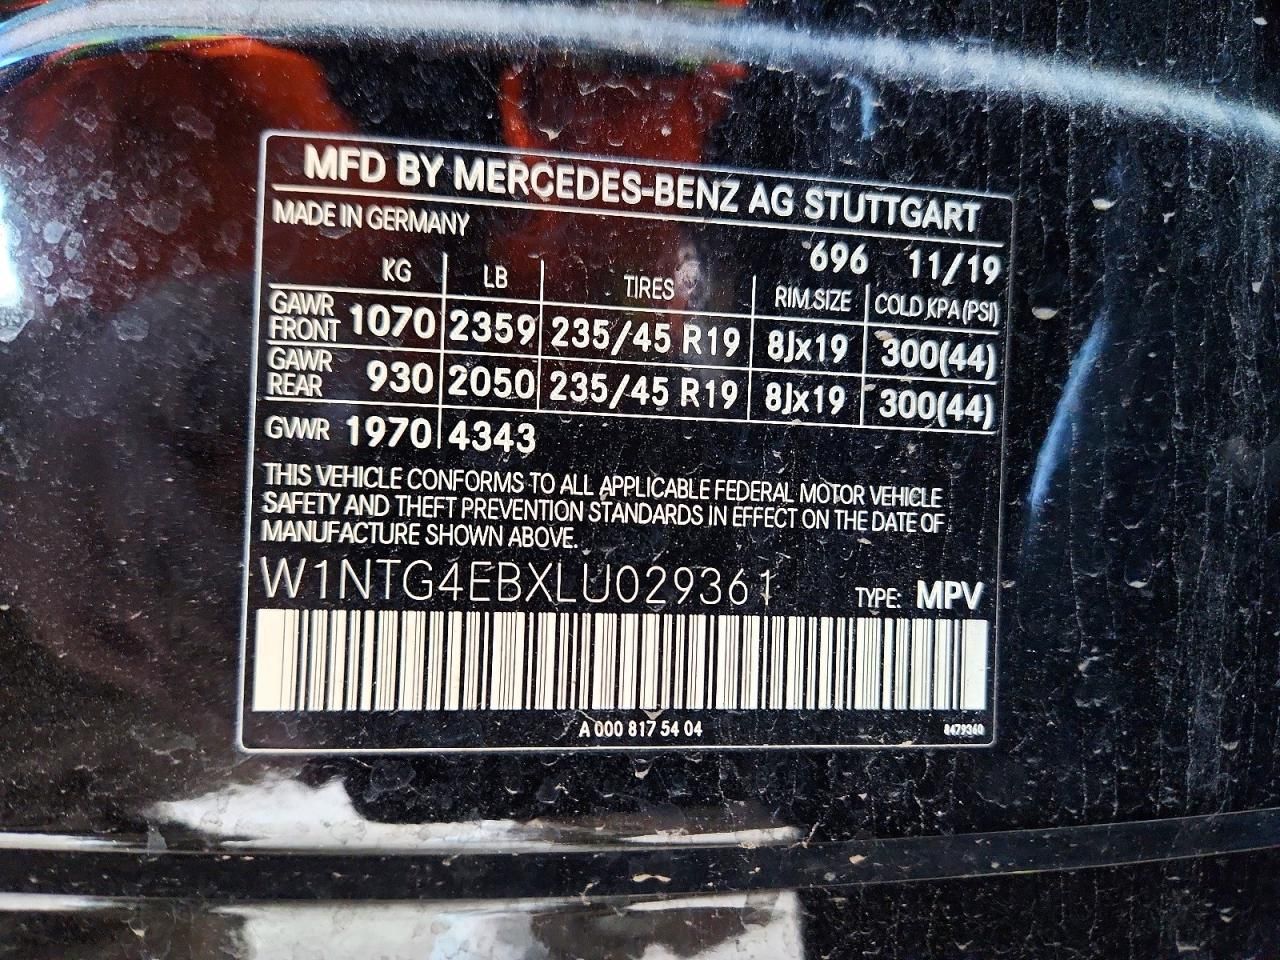 MFD BY MERCEDES-BENZ AG STUTTGART
MADE IN GERMANY
696 11/19
KG LB TIRES RIM.SIZE COLD KPA (PSI)
GAWR FRONT 1070 2359 235/45 R19 8Jx19 300(44)
GAWR REAR 930 2050 235/45 R19 8Jx19 300(44)
GVWR 1970 4343
THIS VEHICLE CONFORMS TO ALL APPLICABLE FEDERAL MOTOR VEHICLE
SAFETY AND THEFT PREVENTION STANDARDS IN EFFECT ON THE DATE OF
MANUFACTURE SHOWN ABOVE.
W1NTG4EBXLU029361 TYPE: MPV
A 000 817 54 04 8479360